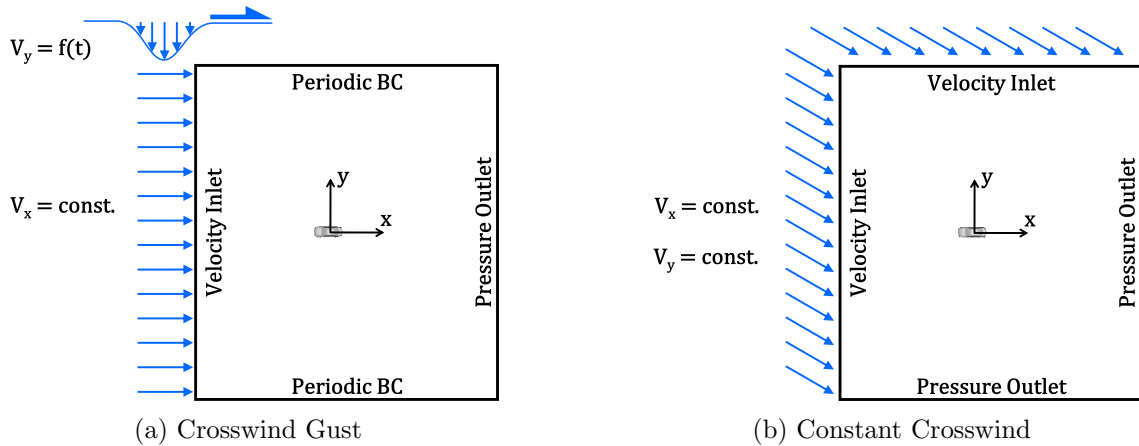 V_y = f(t)
Periodic BC
V_x = const.
Velocity Inlet
y
x
Pressure Outlet
Periodic BC
(a) Crosswind Gust
Velocity Inlet
V_x = const.
V_y = const.
Velocity Inlet
y
x
Pressure Outlet
Pressure Outlet
(b) Constant Crosswind